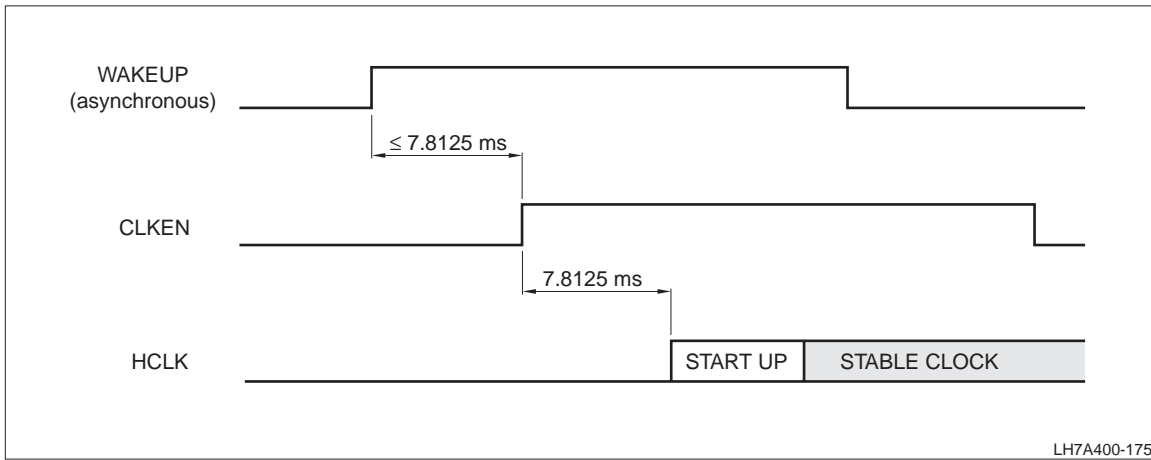 WAKEUP
(asynchronous)
≤ 7.8125 ms
CLKEN
7.8125 ms
HCLK
START UP
STABLE CLOCK
LH7A400-175